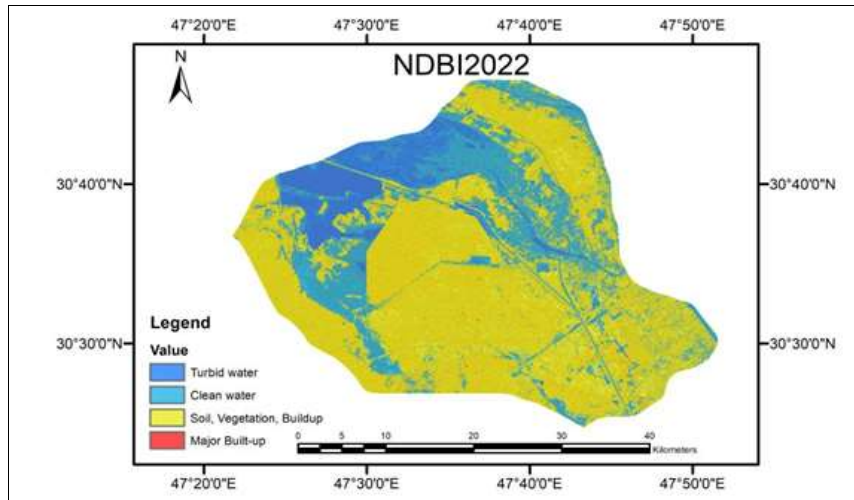 47°20'0"E 47°30'0"E 47°40'0"E 47°50'0"E
N
NDBI2022
30°40'0"N 30°40'0"N
30°30'0"N 30°30'0"N
Legend
Value
Turbid water
Clean water
Soil, Vegetation, Buildup
Major Built-up
0 5 10 20 30 40
Kilometers
47°20'0"E 47°30'0"E 47°40'0"E 47°50'0"E